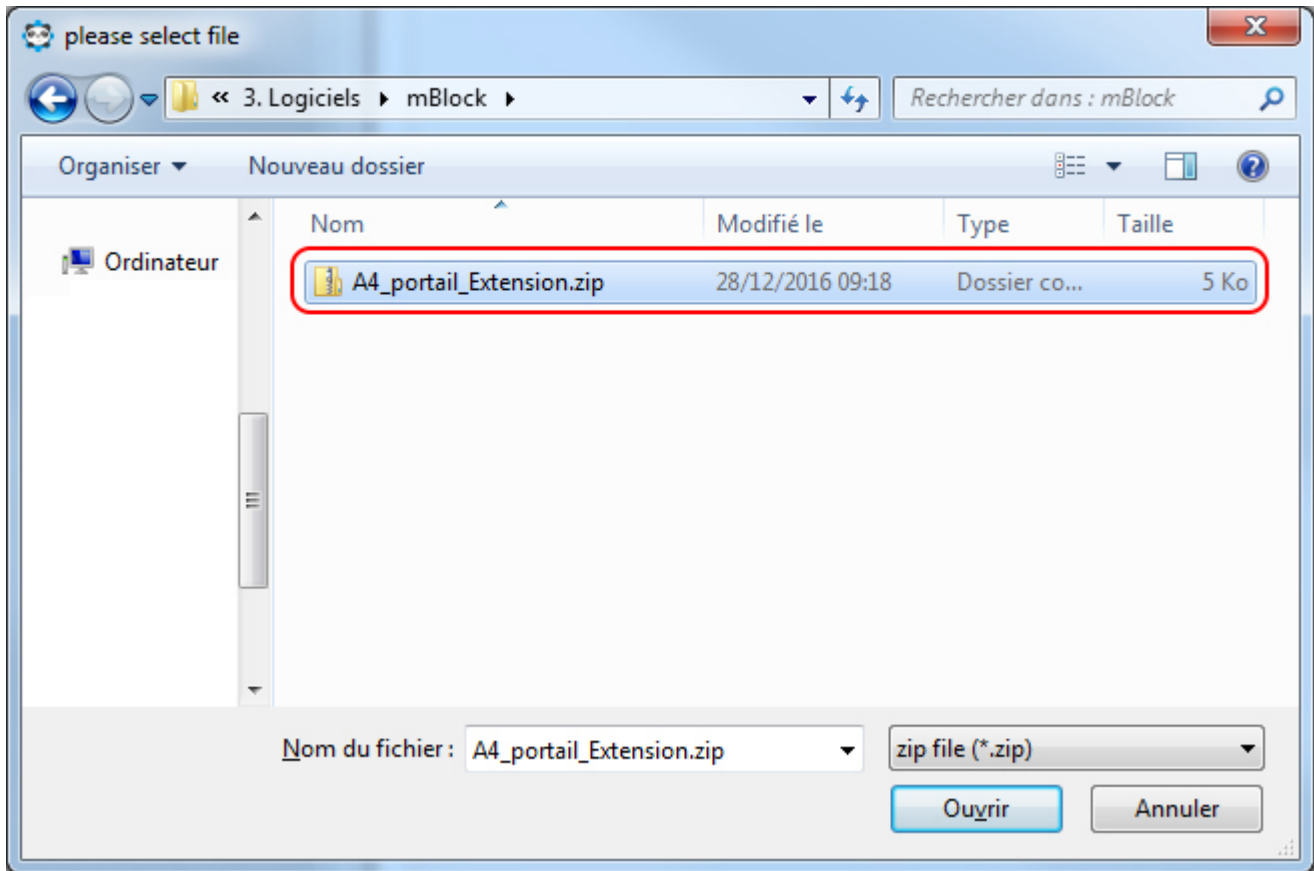 please select file
« 3. Logiciels ▸ mBlock ▸
Rechercher dans : mBlock
Organiser ▾ Nouveau dossier
Nom Modifié le Type Taille
Ordinateur
A4_portail_Extension.zip 28/12/2016 09:18 Dossier co... 5 Ko
Nom du fichier : A4_portail_Extension.zip zip file (*.zip)
Ouvrir Annuler